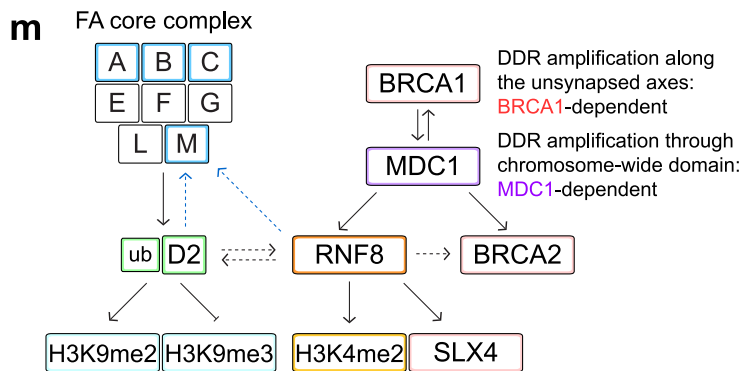 m
FA core complex
A B C
E F G
L M
BRCA1
DDR amplification along
the unsynapsed axes:
BRCA1-dependent
MDC1
DDR amplification through
chromosome-wide domain:
MDC1-dependent
ub D2
RNF8
BRCA2
H3K9me2 H3K9me3
H3K4me2 SLX4